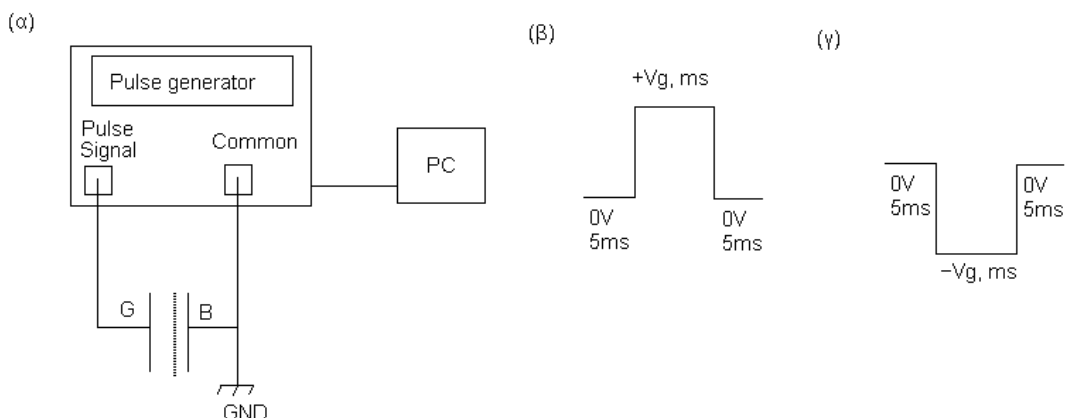 (α)
Pulse generator
Pulse
Signal
Common
PC
G
B
GND
(β)
+Vg, ms
0V
5ms
0V
5ms
(γ)
0V
5ms
0V
5ms
−Vg, ms